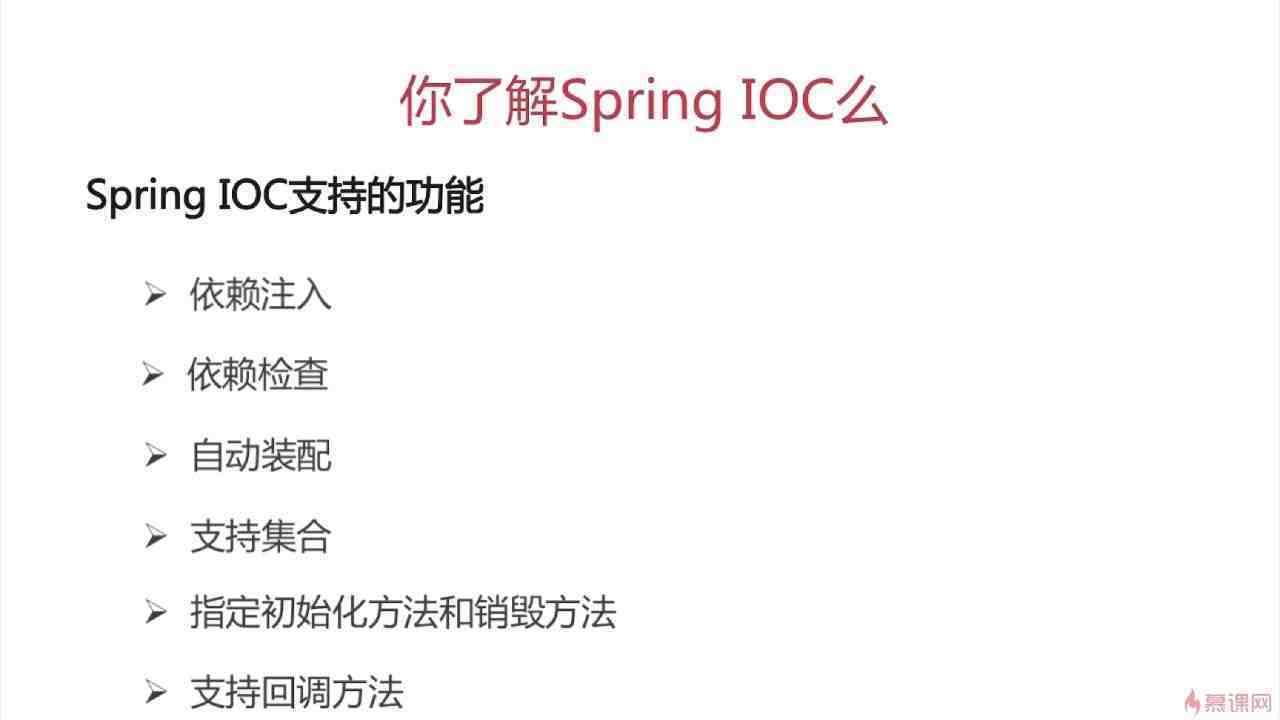 你了解Spring IOC么
Spring IOC支持的功能
依赖注入
依赖检查
自动装配
支持集合
指定初始化方法和销毁方法
支持回调方法
慕课网